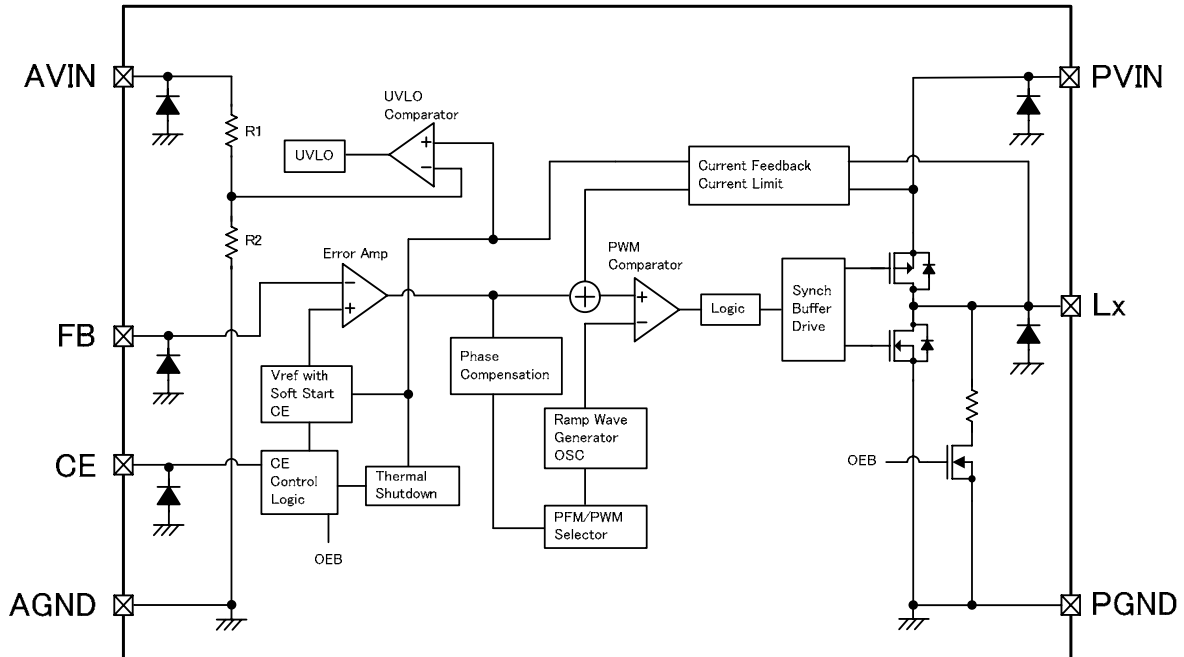 AVIN
PVIN
UVLO
Comparator
R1
UVLO
+
−
Current Feedback
Current Limit
R2
Error Amp
PWM
Comparator
−
+
+
+
−
Synch
Buffer
Drive
Logic
Lx
FB
Phase
Compensation
Vref with
Soft Start
CE
Ramp Wave
Generator
OSC
CE
CE
Control
Logic
Thermal
Shutdown
OEB
PFM/PWM
Selector
OEB
AGND
PGND